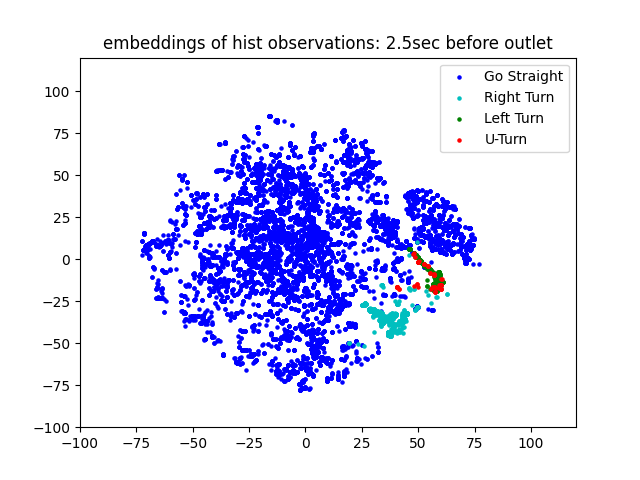 embeddings of hist observations: 2.5sec before outlet
Go Straight
Right Turn
Left Turn
U-Turn
100
75
50
25
0
−25
−50
−75
−100
−100 −75 −50 −25 0 25 50 75 100